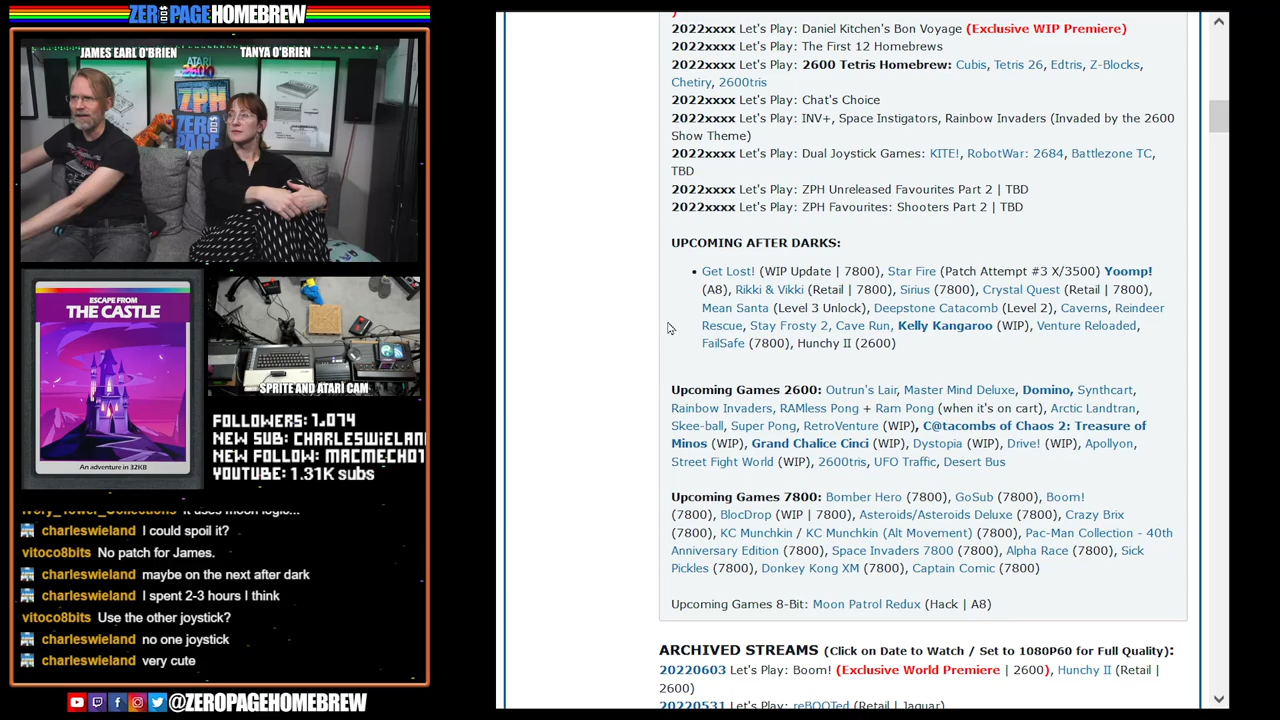 ZERO PAGE HOMEBREW
JAMES EARL O'BRIEN
TANYA O'BRIEN
ATARI
2600
ZPH
ZERO
PAGE
ESCAPE FROM
THE CASTLE
An adventure in 32KB
SPRITE AND ATARI CAM
FOLLOWERS: 1,074
NEW SUB: CHARLESWIELAN
NEW FOLLOW: MACMECHOT
YOUTUBE: 1.31K subs
Ivory_Tower_Collections It uses moon logic...
charleswieland I could spoil it?
vitoco8bits No patch for James.
charleswieland maybe on the next after dark
charleswieland I spent 2-3 hours I think
vitoco8bits Use the other joystick?
charleswieland no one joystick
charleswieland very cute
@ZEROPAGEHOMEBREW
)
2022xxxx Let's Play: Daniel Kitchen's Bon Voyage (Exclusive WIP Premiere)
2022xxxx Let's Play: The First 12 Homebrews
2022xxxx Let's Play: 2600 Tetris Homebrew: Cubis, Tetris 26, Edtris, Z-Blocks,
Chetiry, 2600tris
2022xxxx Let's Play: Chat's Choice
2022xxxx Let's Play: INV+, Space Instigators, Rainbow Invaders (Invaded by the 2600
Show Theme)
2022xxxx Let's Play: Dual Joystick Games: KITE!, RobotWar: 2684, Battlezone TC,
TBD
2022xxxx Let's Play: ZPH Unreleased Favourites Part 2 | TBD
2022xxxx Let's Play: ZPH Favourites: Shooters Part 2 | TBD
UPCOMING AFTER DARKS:
• Get Lost! (WIP Update | 7800), Star Fire (Patch Attempt #3 X/3500) Yoomp!
(A8), Rikki & Vikki (Retail | 7800), Sirius (7800), Crystal Quest (Retail | 7800),
Mean Santa (Level 3 Unlock), Deepstone Catacomb (Level 2), Caverns, Reindeer
Rescue, Stay Frosty 2, Cave Run, Kelly Kangaroo (WIP), Venture Reloaded,
FailSafe (7800), Hunchy II (2600)
Upcoming Games 2600: Outrun's Lair, Master Mind Deluxe, Domino, Synthcart,
Rainbow Invaders, RAMless Pong + Ram Pong (when it's on cart), Arctic Landtran,
Skee-ball, Super Pong, RetroVenture (WIP), C@tacombs of Chaos 2: Treasure of
Minos (WIP), Grand Chalice Cinci (WIP), Dystopia (WIP), Drive! (WIP), Apollyon,
Street Fight World (WIP), 2600tris, UFO Traffic, Desert Bus
Upcoming Games 7800: Bomber Hero (7800), GoSub (7800), Boom!
(7800), BlocDrop (WIP | 7800), Asteroids/Asteroids Deluxe (7800), Crazy Brix
(7800), KC Munchkin / KC Munchkin (Alt Movement) (7800), Pac-Man Collection - 40th
Anniversary Edition (7800), Space Invaders 7800 (7800), Alpha Race (7800), Sick
Pickles (7800), Donkey Kong XM (7800), Captain Comic (7800)
Upcoming Games 8-Bit: Moon Patrol Redux (Hack | A8)
ARCHIVED STREAMS (Click on Date to Watch / Set to 1080P60 for Full Quality):
20220603 Let's Play: Boom! (Exclusive World Premiere | 2600), Hunchy II (Retail |
2600)
20220531 Let's Play: reBOOTed (Retail | Jaguar)